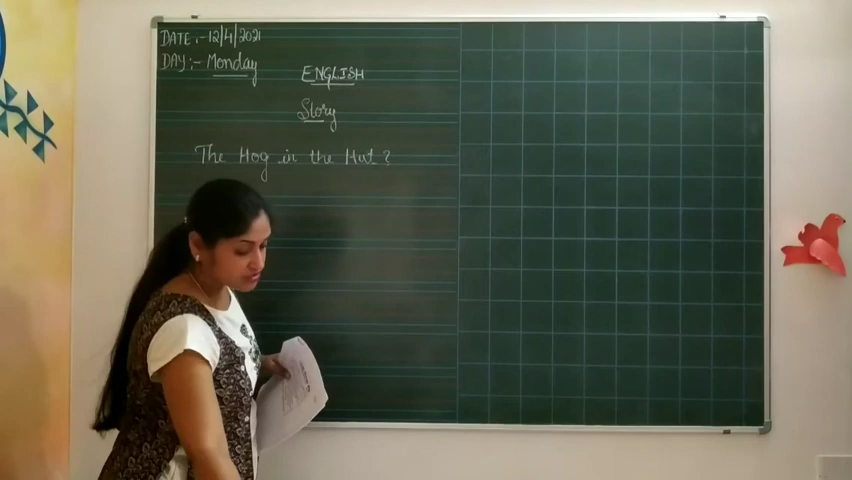 DATE :- 12/4/2021
DAY :- Monday
ENGLISH
Story
The Hog in the Hut ?